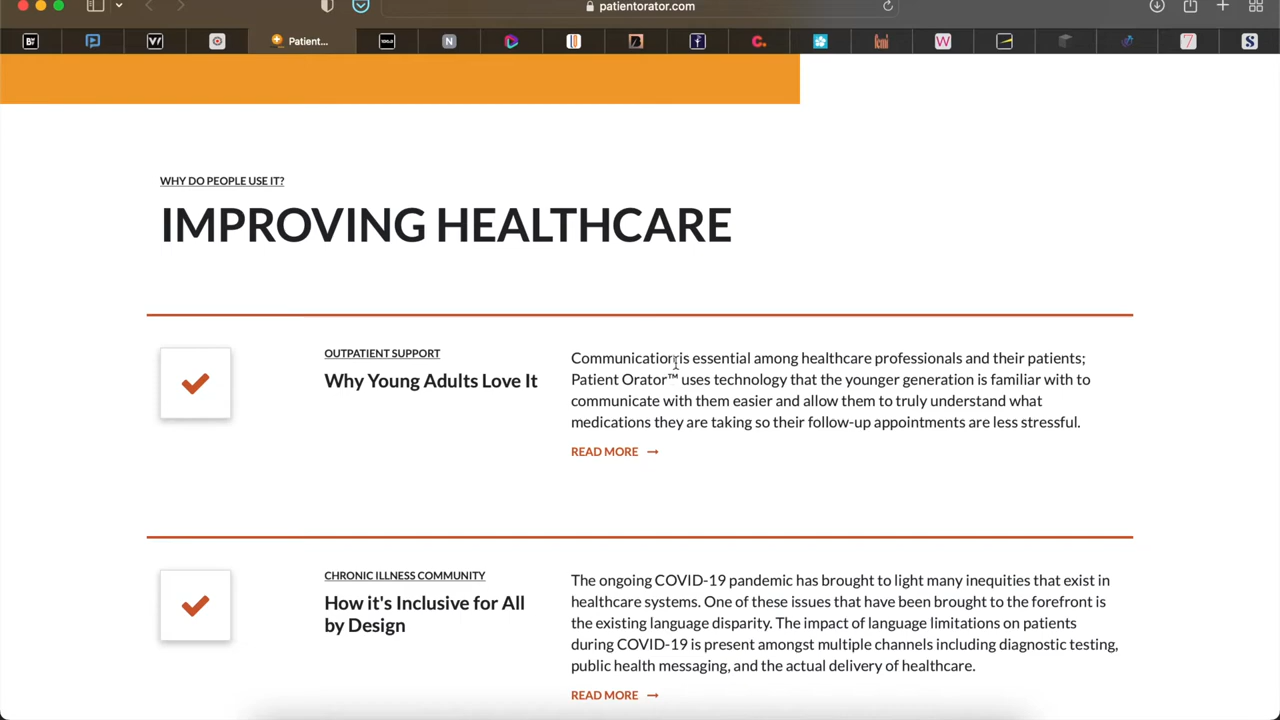 patientorator.com
Patient...
WHY DO PEOPLE USE IT?
IMPROVING HEALTHCARE
OUTPATIENT SUPPORT
Why Young Adults Love It
Communication is essential among healthcare professionals and their patients;
Patient Orator™ uses technology that the younger generation is familiar with to
communicate with them easier and allow them to truly understand what
medications they are taking so their follow-up appointments are less stressful.
READ MORE →
CHRONIC ILLNESS COMMUNITY
How it's Inclusive for All
by Design
The ongoing COVID-19 pandemic has brought to light many inequities that exist in
healthcare systems. One of these issues that have been brought to the forefront is
the existing language disparity. The impact of language limitations on patients
during COVID-19 is present amongst multiple channels including diagnostic testing,
public health messaging, and the actual delivery of healthcare.
READ MORE →